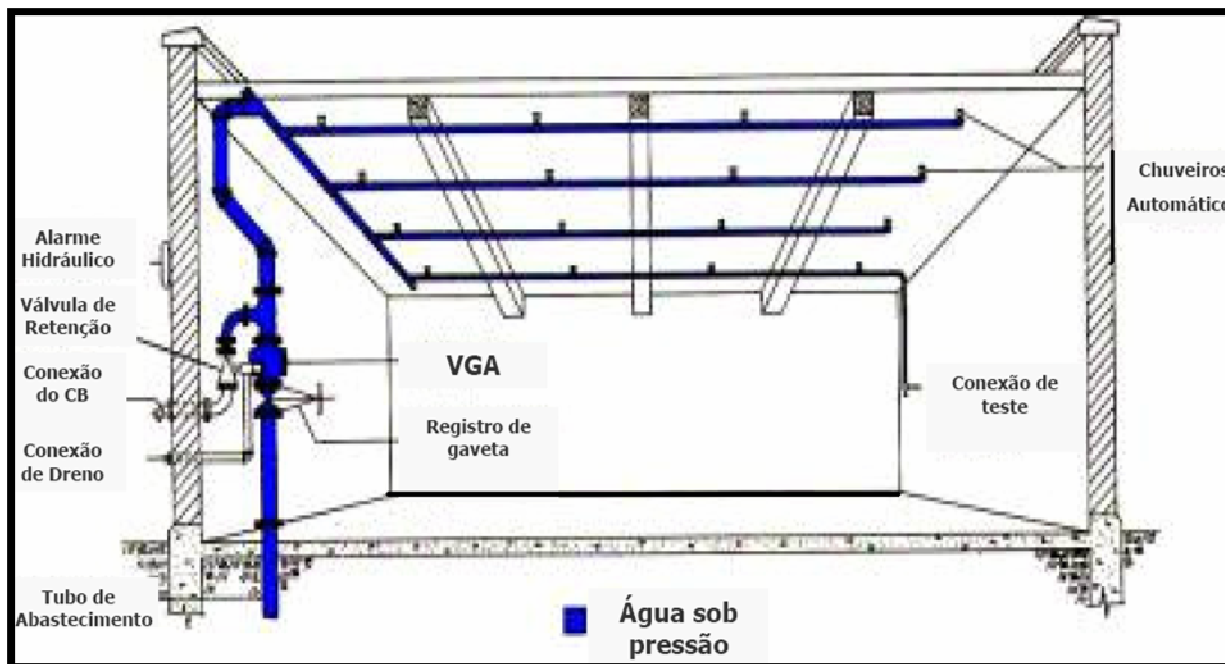 Chuveiros
Automático
Alarme
Hidráulico
Válvula de
Retenção
Conexão
do CB
Conexão
de Dreno
VGA
Registro de
gaveta
Conexão de
teste
Tubo de
Abastecimento
Água sob
pressão